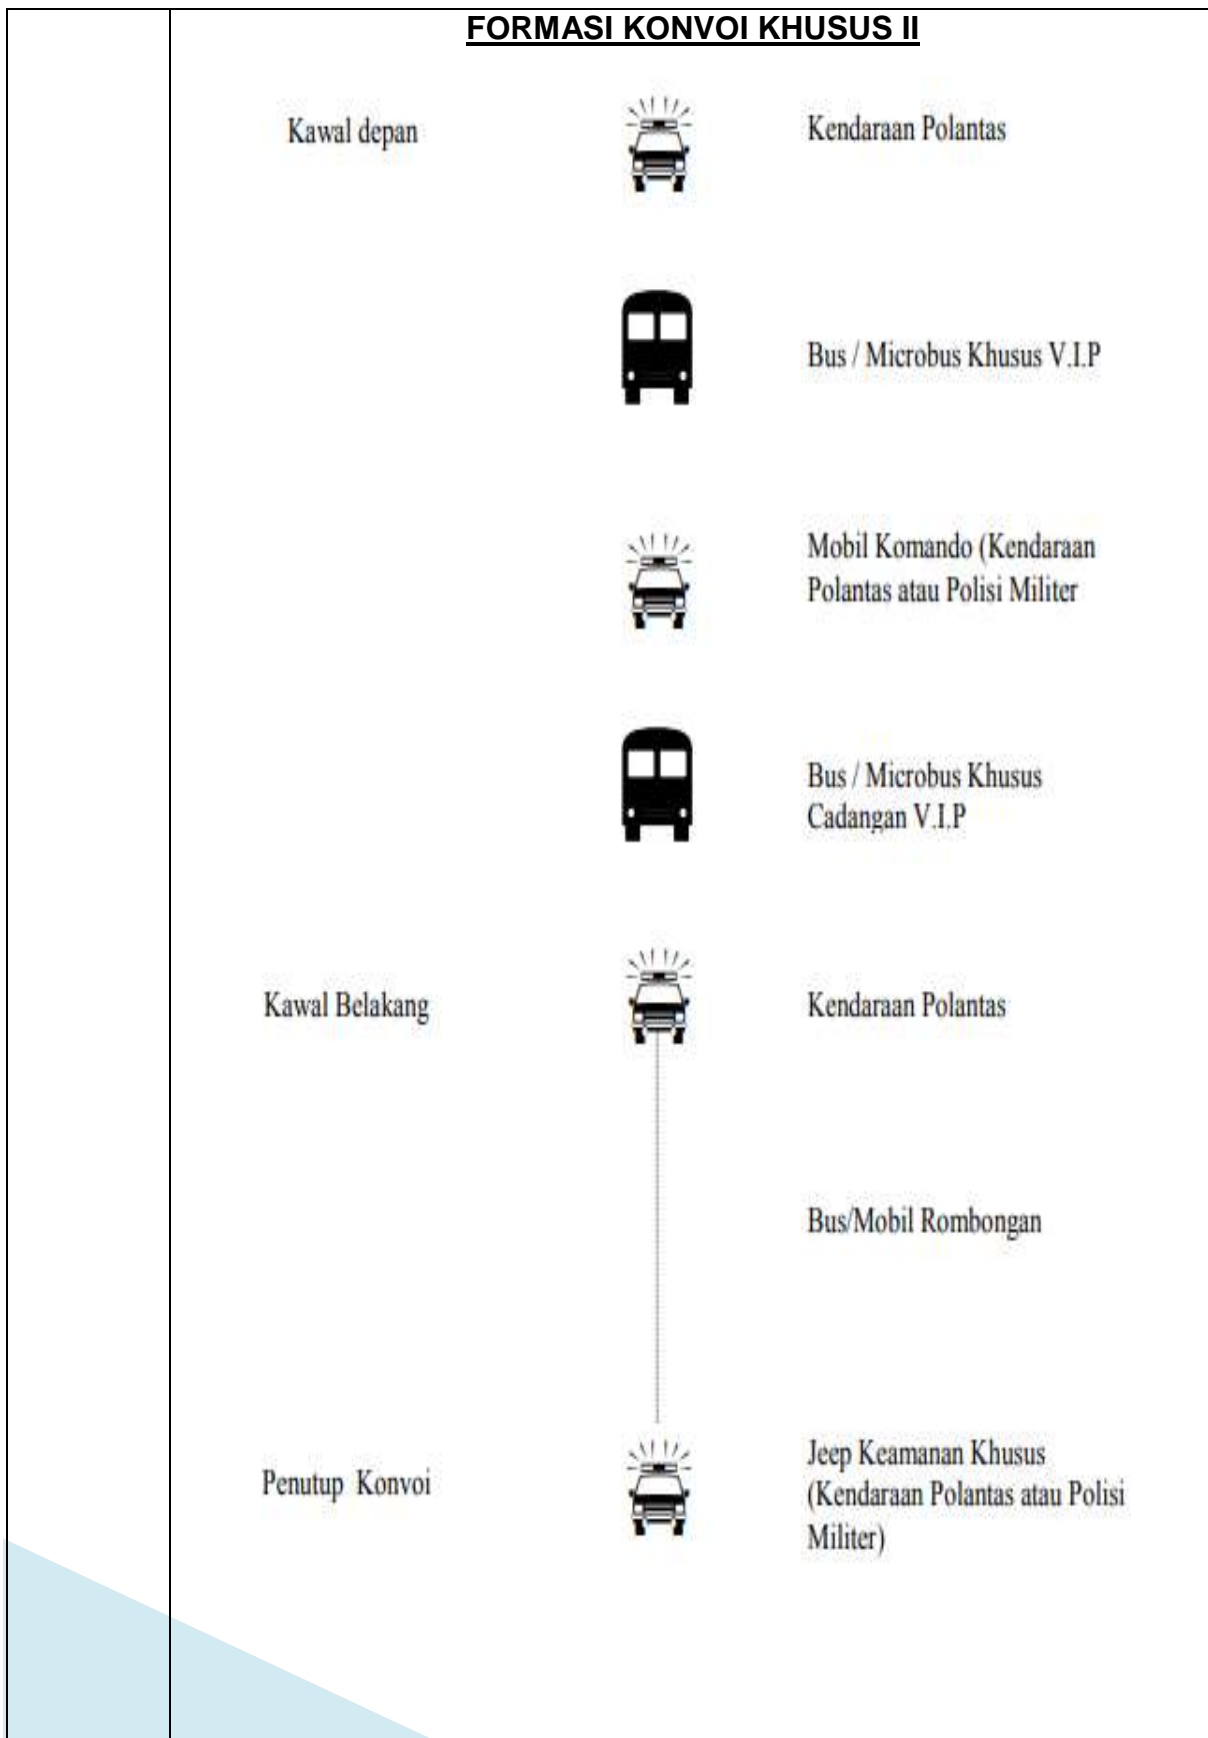 FORMASI KONVOI KHUSUS II
Kawal depan
Kendaraan Polantas
Bus / Microbus Khusus V.I.P
Mobil Komando (Kendaraan
Polantas atau Polisi Militer
Bus / Microbus Khusus
Cadangan V.I.P
Kawal Belakang
Kendaraan Polantas
Bus/Mobil Rombongan
Penutup Konvoi
Jeep Keamanan Khusus
(Kendaraan Polantas atau Polisi
Militer)